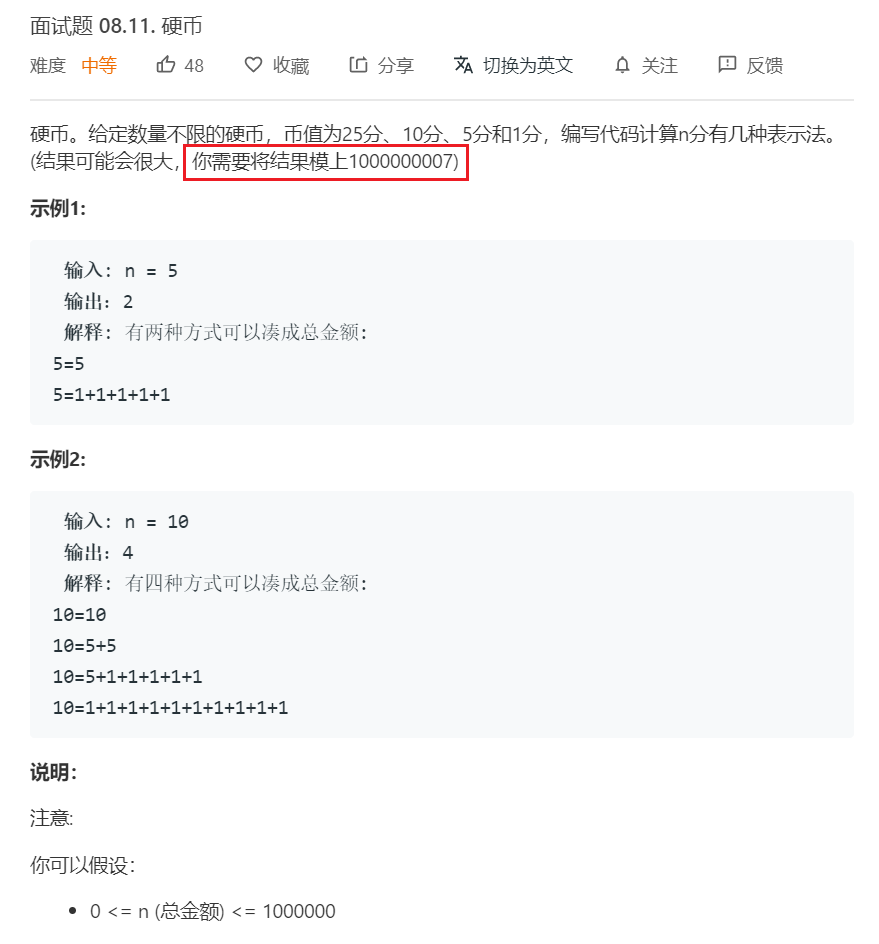 面试题 08.11. 硬币
难度 中等 48 收藏 分享 切换为英文 关注 反馈
硬币。给定数量不限的硬币，币值为25分、10分、5分和1分，编写代码计算n分有几种表示法。
(结果可能会很大，你需要将结果模上1000000007)
示例1:
输入: n = 5
输出：2
解释: 有两种方式可以凑成总金额:
5=5
5=1+1+1+1+1
示例2:
输入: n = 10
输出：4
解释: 有四种方式可以凑成总金额:
10=10
10=5+5
10=5+1+1+1+1+1
10=1+1+1+1+1+1+1+1+1+1
说明：
注意:
你可以假设：
• 0 <= n (总金额) <= 1000000